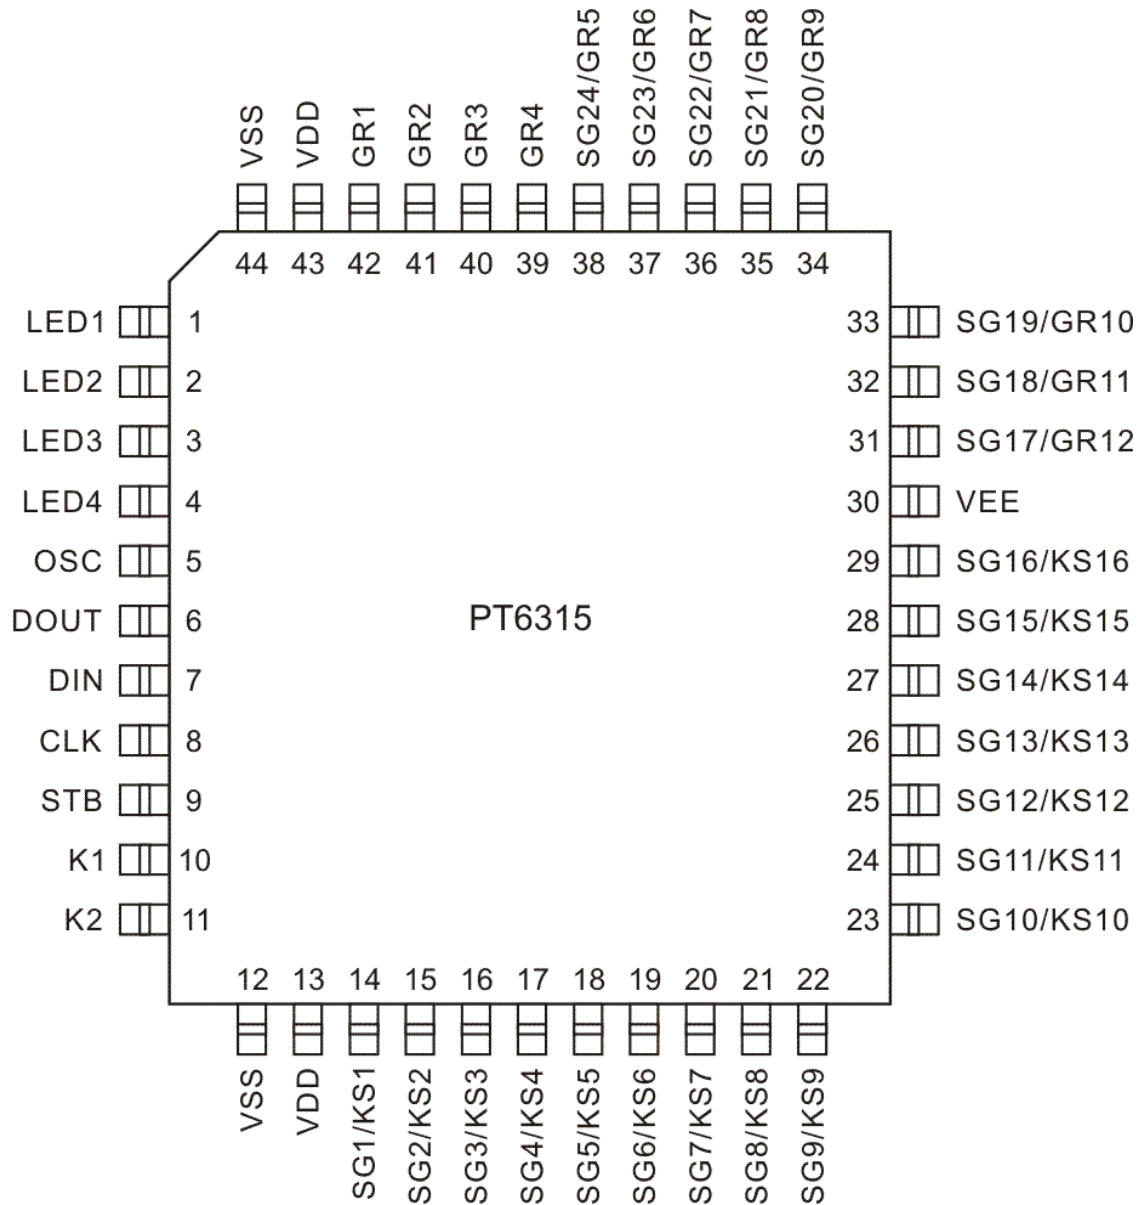 VSS
VDD
GR1
GR2
GR3
GR4
SG24/GR5
SG23/GR6
SG22/GR7
SG21/GR8
SG20/GR9
44 43 42 41 40 39 38 37 36 35 34
LED1 1 33 SG19/GR10
LED2 2 32 SG18/GR11
LED3 3 31 SG17/GR12
LED4 4 30 VEE
OSC 5 29 SG16/KS16
DOUT 6 PT6315 28 SG15/KS15
DIN 7 27 SG14/KS14
CLK 8 26 SG13/KS13
STB 9 25 SG12/KS12
K1 10 24 SG11/KS11
K2 11 23 SG10/KS10
12 13 14 15 16 17 18 19 20 21 22
VSS
VDD
SG1/KS1
SG2/KS2
SG3/KS3
SG4/KS4
SG5/KS5
SG6/KS6
SG7/KS7
SG8/KS8
SG9/KS9